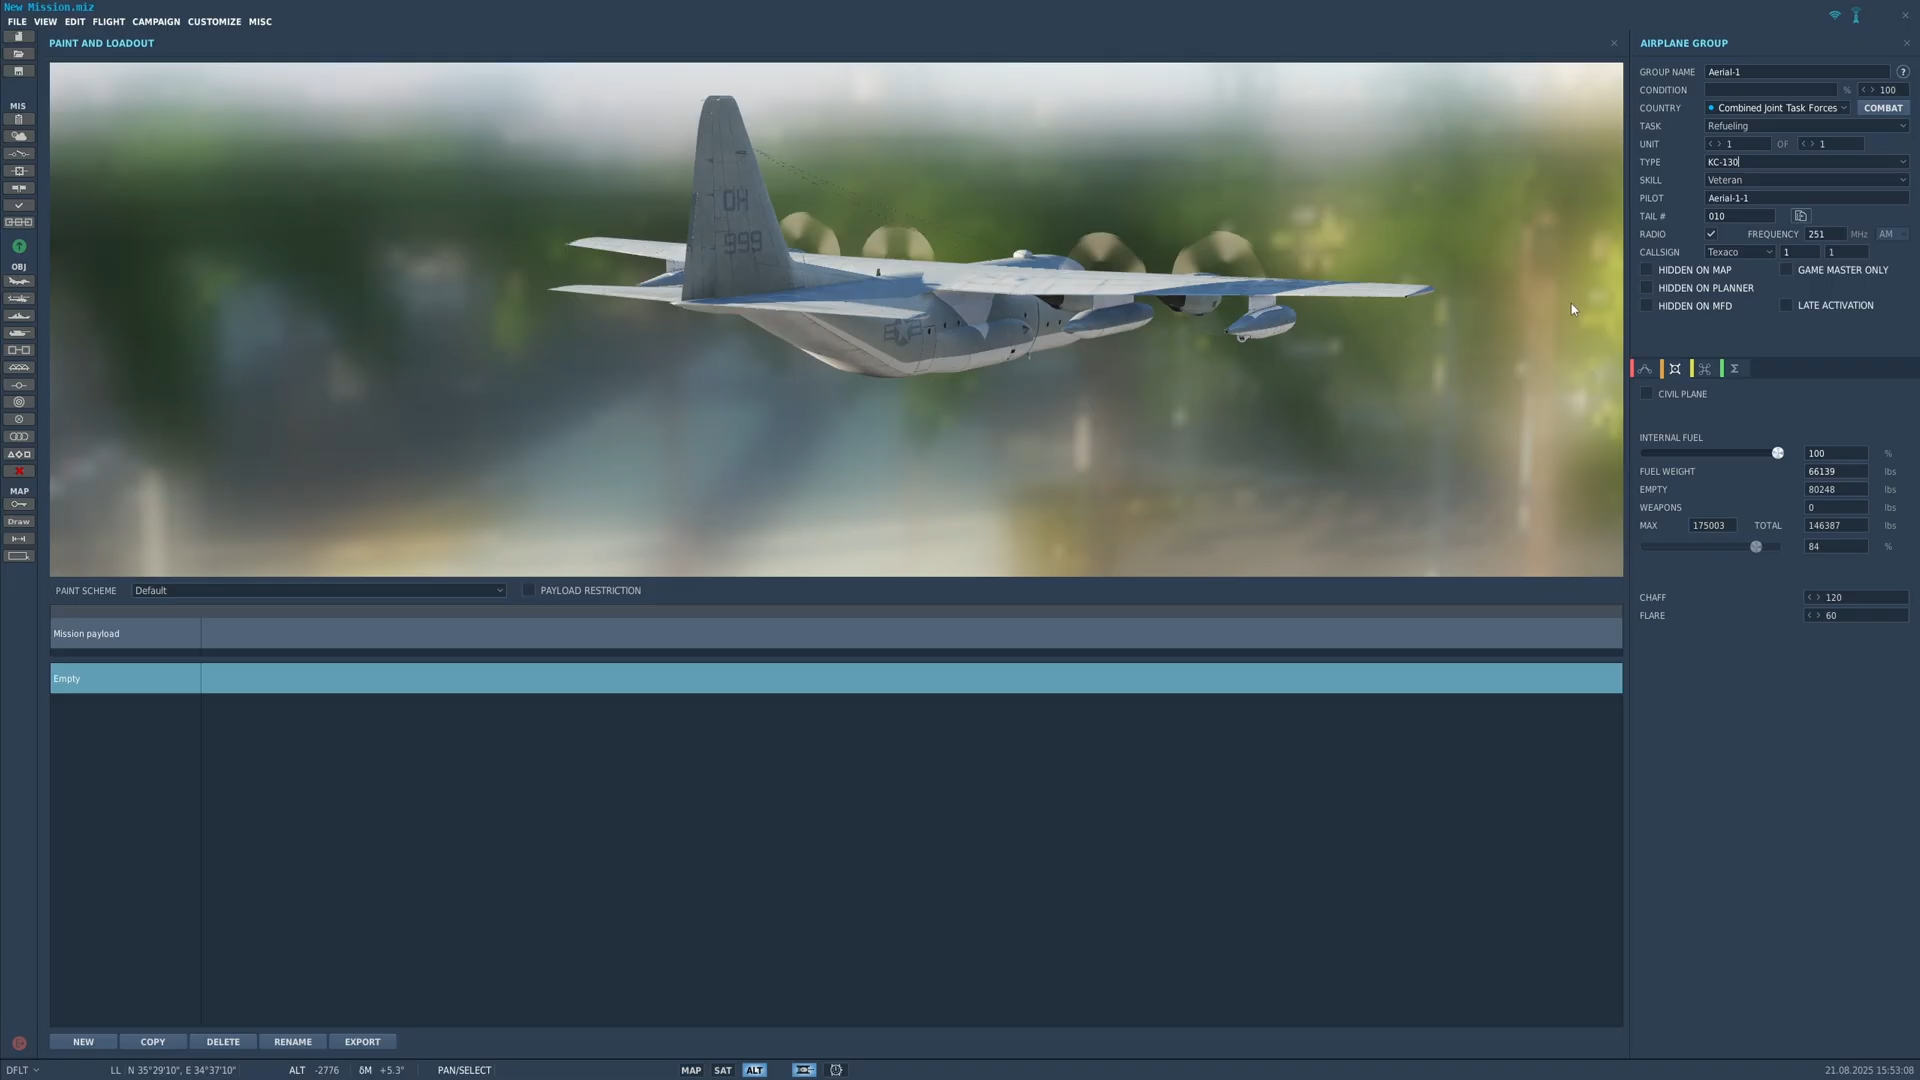 New Mission.miz
FILE VIEW EDIT FLIGHT CAMPAIGN CUSTOMIZE MISC
PAINT AND LOADOUT
AIRPLANE GROUP
GROUP NAME Aerial-1 ?
CONDITION % < > 100
COUNTRY Combined Joint Task Forces COMBAT
TASK Refueling
UNIT < > 1 OF < > 1
TYPE KC-130
SKILL Veteran
PILOT Aerial-1-1
TAIL # 010
RADIO FREQUENCY 251 MHz AM
CALLSIGN Texaco 1 1
HIDDEN ON MAP GAME MASTER ONLY
HIDDEN ON PLANNER
HIDDEN ON MFD LATE ACTIVATION
CIVIL PLANE
INTERNAL FUEL
100 %
FUEL WEIGHT 66139 lbs
EMPTY 80248 lbs
WEAPONS 0 lbs
MAX 175003 TOTAL 146387 lbs
84 %
CHAFF < > 120
FLARE < > 60
MIS
OBJ
MAP
Draw
OH
999
PAINT SCHEME Default PAYLOAD RESTRICTION
Mission payload
Empty
NEW COPY DELETE RENAME EXPORT
DFLT LL N 35°29'10", E 34°37'10" ALT -2776 δM +5.3° PAN/SELECT MAP SAT ALT 21.08.2025 15:53:08